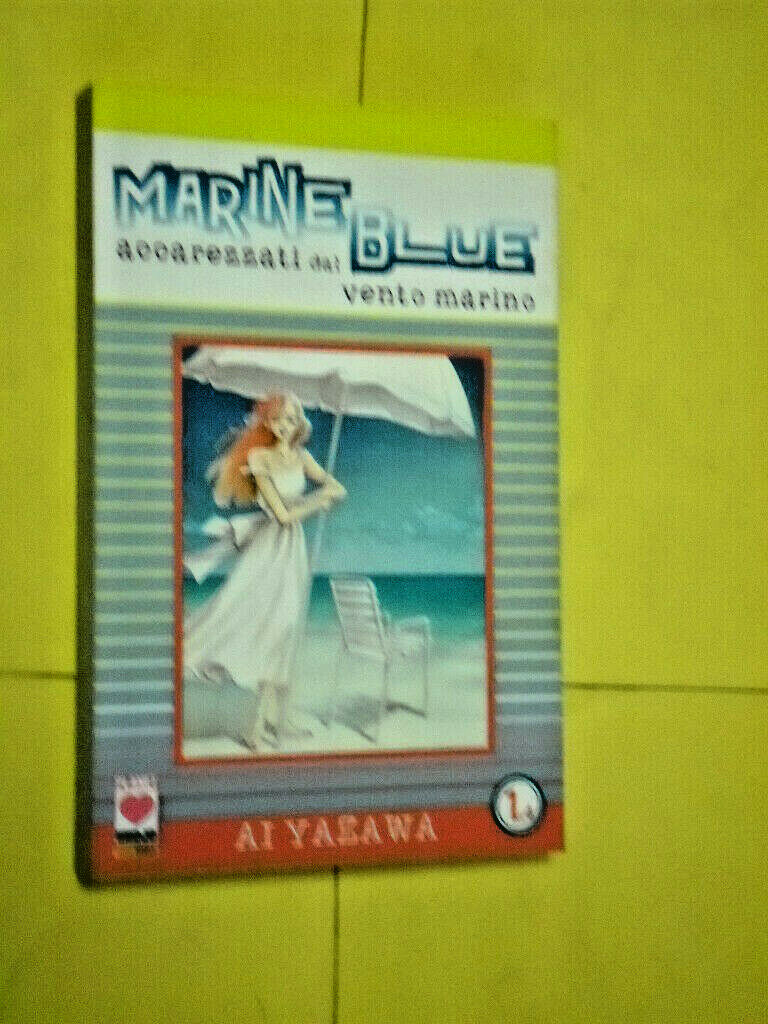 MARINE BLUE
accarezzati dal
vento marino
1
AI YAZAWA